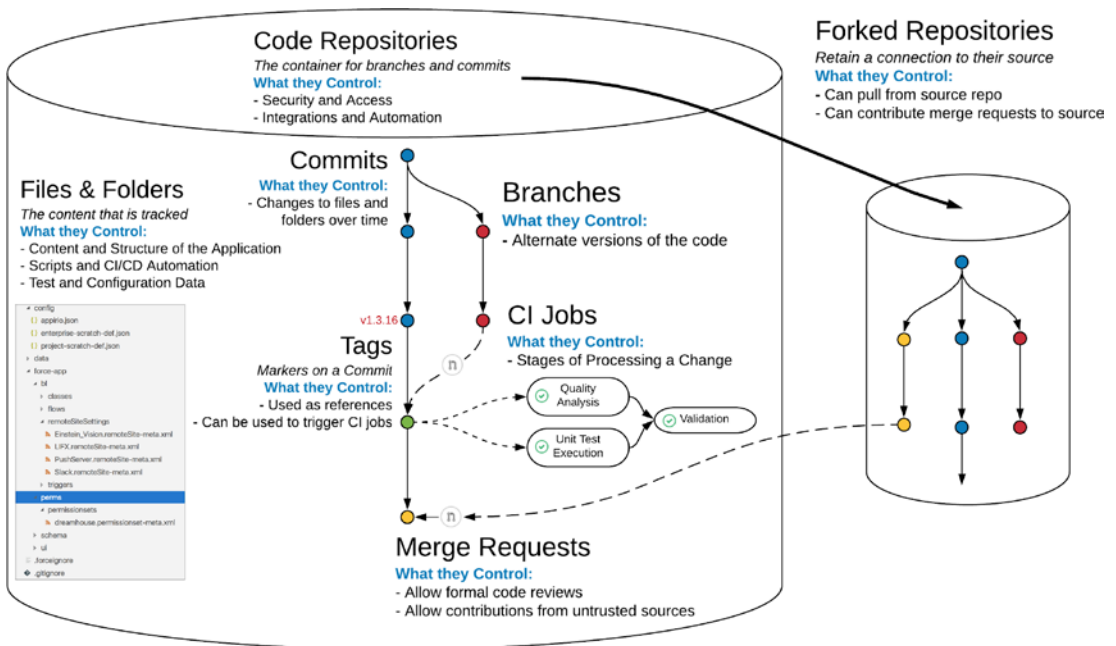 Code Repositories
The container for branches and commits
What they Control:
- Security and Access
- Integrations and Automation
Forked Repositories
Retain a connection to their source
What they Control:
- Can pull from source repo
- Can contribute merge requests to source
Commits
What they Control:
- Changes to files and
folders over time
Branches
What they Control:
- Alternate versions of the code
Files & Folders
The content that is tracked
What they Control:
- Content and Structure of the Application
- Scripts and CI/CD Automation
- Test and Configuration Data
config
{} appirio.json
{} enterprise-scratch-def.json
{} project-scratch-def.json
data
force-app
bl
classes
flows
remoteSiteSettings
Einstein_Vision.remoteSite-meta.xml
LIFX.remoteSite-meta.xml
PushServer.remoteSite-meta.xml
Slack.remoteSite-meta.xml
triggers
perms
permissionsets
dreamhouse.permissionset-meta.xml
schema
ui
.forceignore
.gitignore
v1.3.16
Tags
Markers on a Commit
What they Control:
- Used as references
- Can be used to trigger CI jobs
n
CI Jobs
What they Control:
- Stages of Processing a Change
Quality
Analysis
Unit Test
Execution
Validation
n
Merge Requests
What they Control:
- Allow formal code reviews
- Allow contributions from untrusted sources